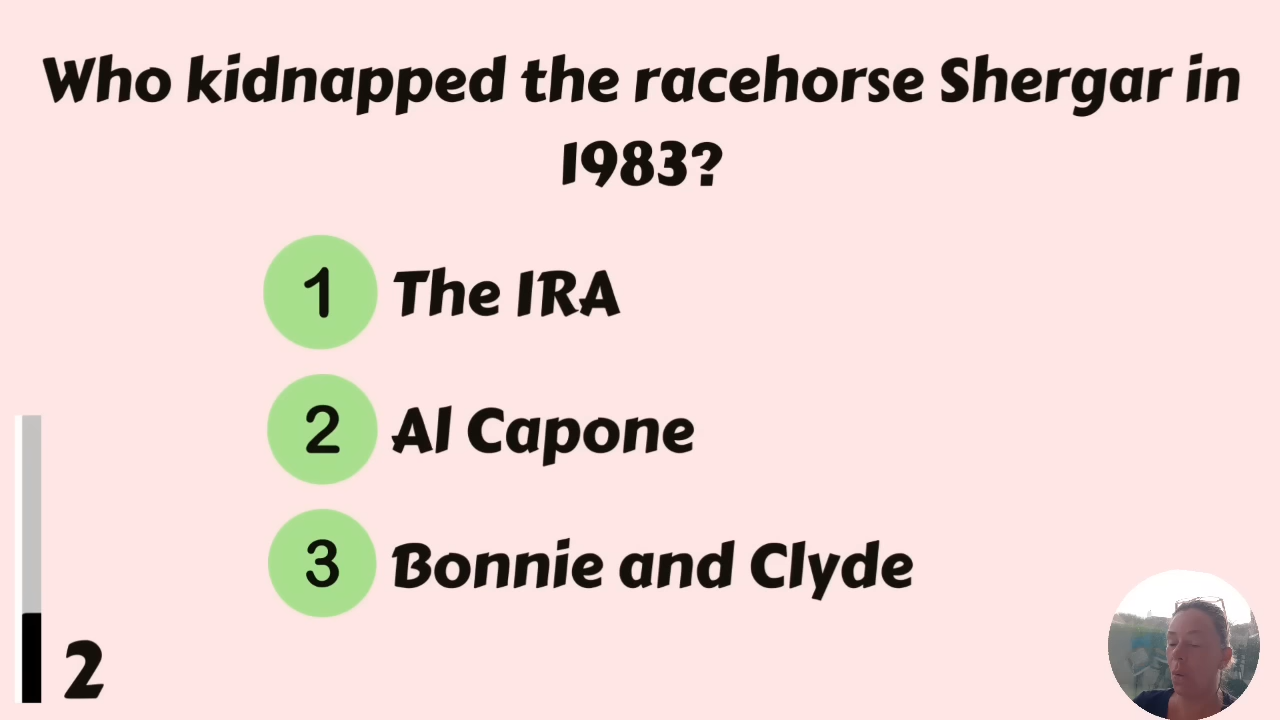 Who kidnapped the racehorse Shergar in
1983?
1 The IRA
2 Al Capone
3 Bonnie and Clyde
2